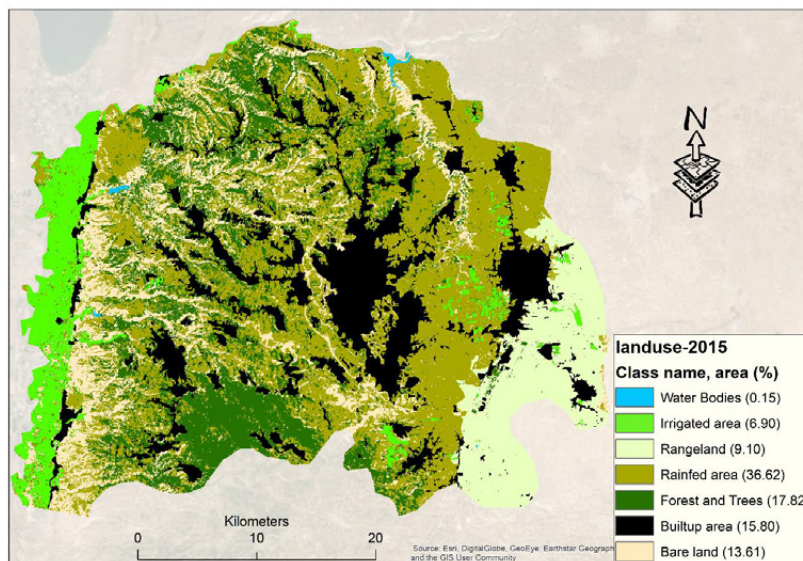 N
landuse-2015
Class name, area (%)
Water Bodies (0.15)
Irrigated area (6.90)
Rangeland (9.10)
Rainfed area (36.62)
Forest and Trees (17.82
Builtup area (15.80)
Bare land (13.61)
Kilometers
0 10 20
Source: Esri, DigitalGlobe, GeoEye, Earthstar Geograph
and the GIS User Community